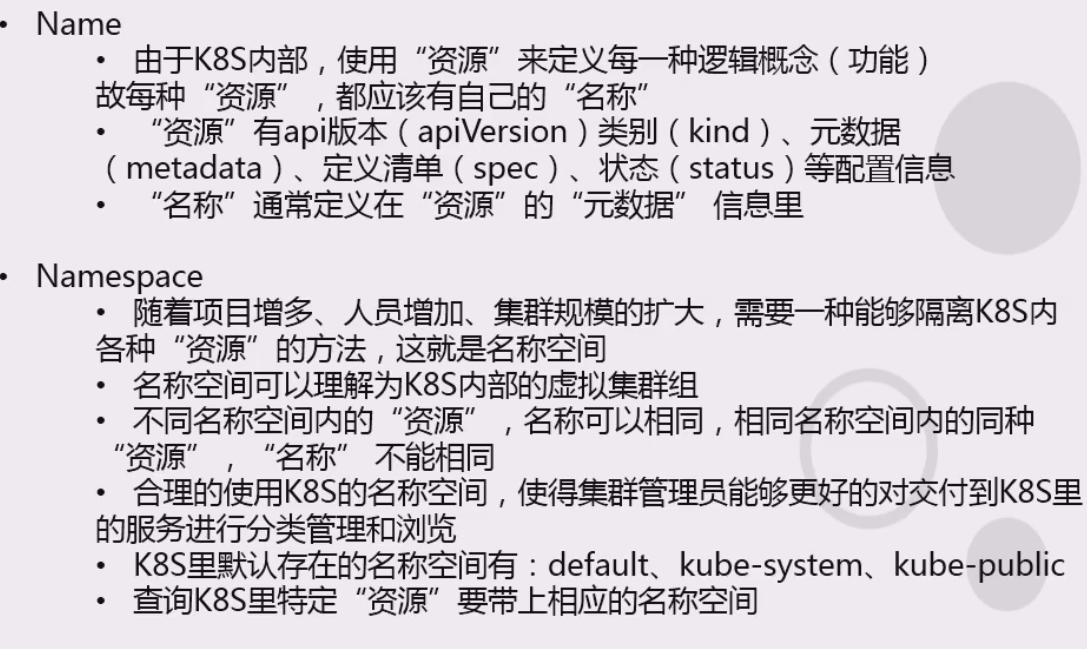 • Name
• 由于K8S内部，使用“资源”来定义每一种逻辑概念（功能）
故每种“资源”，都应该有自己的“名称”
• “资源”有api版本（apiVersion）类别（kind）、元数据
（metadata）、定义清单（spec）、状态（status）等配置信息
• “名称”通常定义在“资源”的“元数据” 信息里
• Namespace
• 随着项目增多、人员增加、集群规模的扩大，需要一种能够隔离K8S内
各种“资源”的方法，这就是名称空间
• 名称空间可以理解为K8S内部的虚拟集群组
• 不同名称空间内的“资源”，名称可以相同，相同名称空间内的同种
“资源”，“名称” 不能相同
• 合理的使用K8S的名称空间，使得集群管理员能够更好的对交付到K8S里
的服务进行分类管理和浏览
• K8S里默认存在的名称空间有：default、kube-system、kube-public
• 查询K8S里特定“资源”要带上相应的名称空间